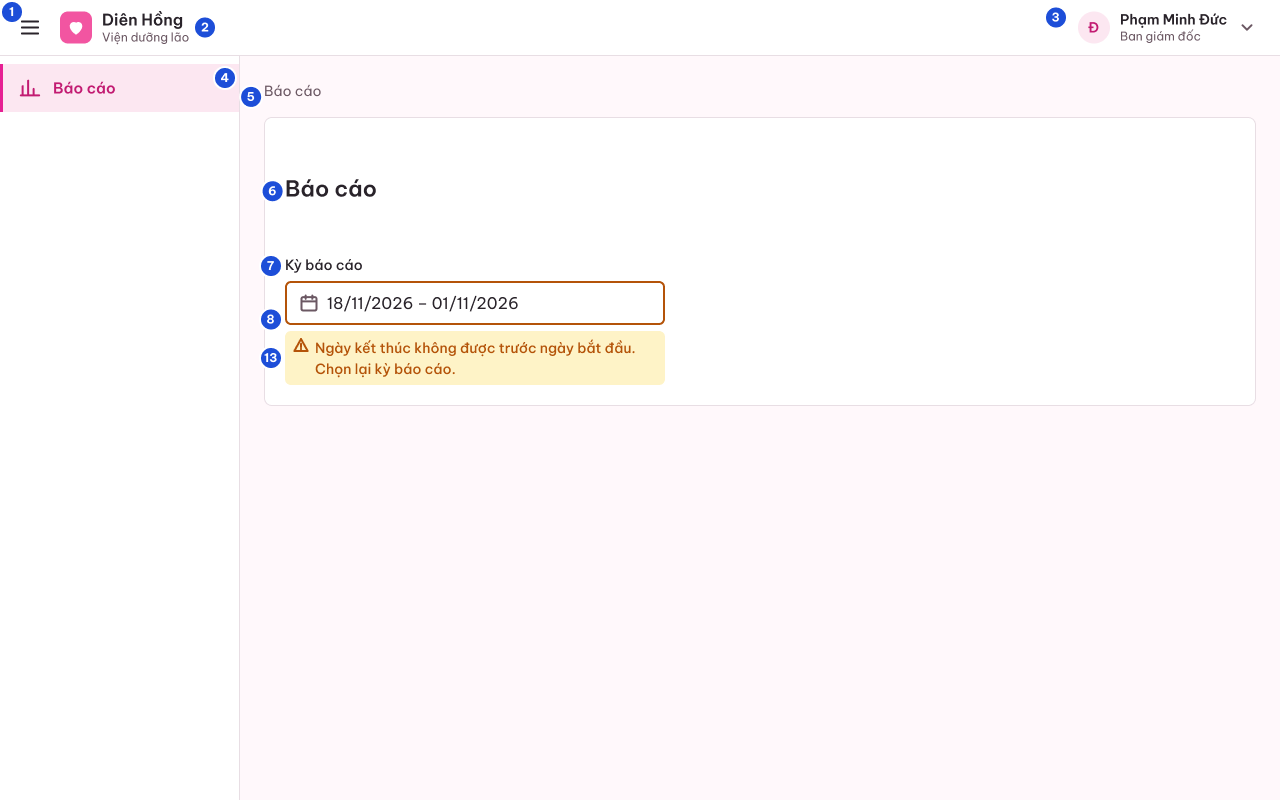 1
Diên Hồng
Viện dưỡng lão
2
3
Đ
Phạm Minh Đức
Ban giám đốc
Báo cáo
4
5
Báo cáo
6
Báo cáo
7
Kỳ báo cáo
18/11/2026 – 01/11/2026
8
13
Ngày kết thúc không được trước ngày bắt đầu.
Chọn lại kỳ báo cáo.